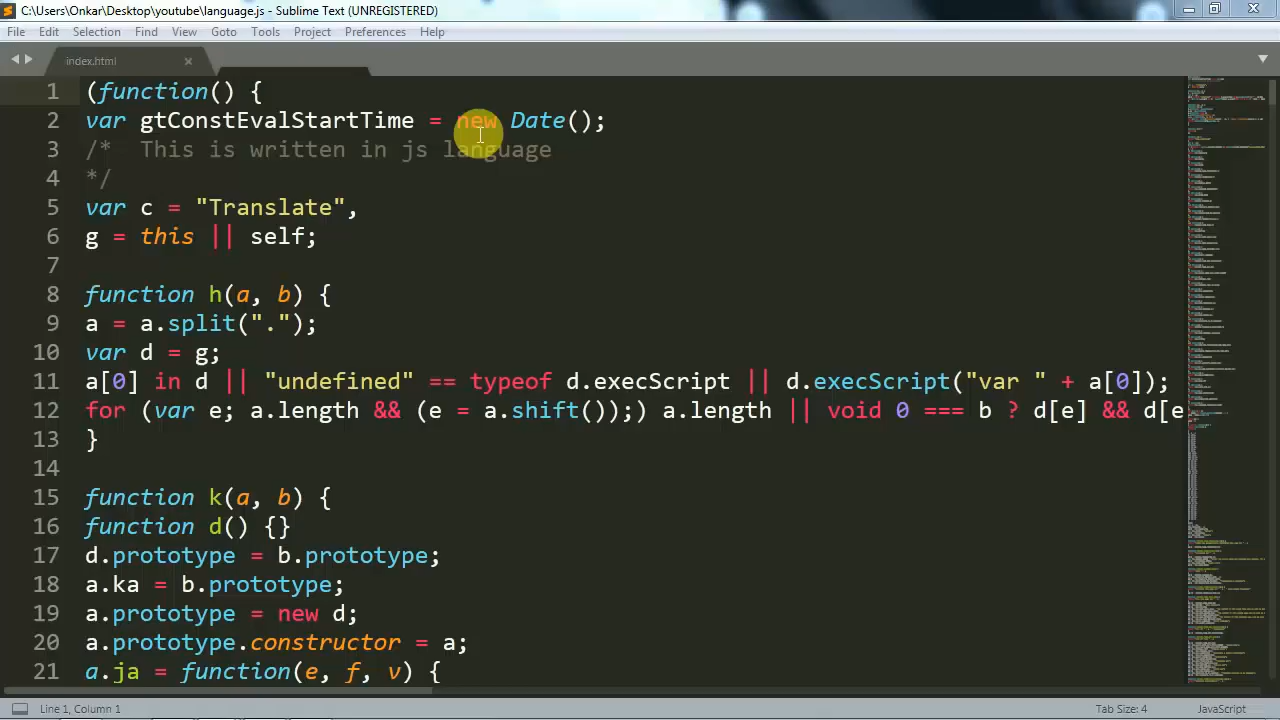 C:\Users\Onkar\Desktop\youtube\language.js - Sublime Text (UNREGISTERED)
File Edit Selection Find View Goto Tools Project Preferences Help
index.html ×
1 (function() {
2 var gtConstEvalStartTime = new Date();
3 /*  This is written in js language
4 */
5 var c = "Translate",
6 g = this || self;
7
8 function h(a, b) {
9 a = a.split(".");
10 var d = g;
11 a[0] in d || "undefined" == typeof d.execScript || d.execScript("var " + a[0]);
12 for (var e; a.length && (e = a.shift());) a.length || void 0 === b ? d[e] && d[e
13 }
14
15 function k(a, b) {
16 function d() {}
17 d.prototype = b.prototype;
18 a.ka = b.prototype;
19 a.prototype = new d;
20 a.prototype.constructor = a;
21 a.ja = function(e, f, v) {
Line 1, Column 1 Tab Size: 4 JavaScript